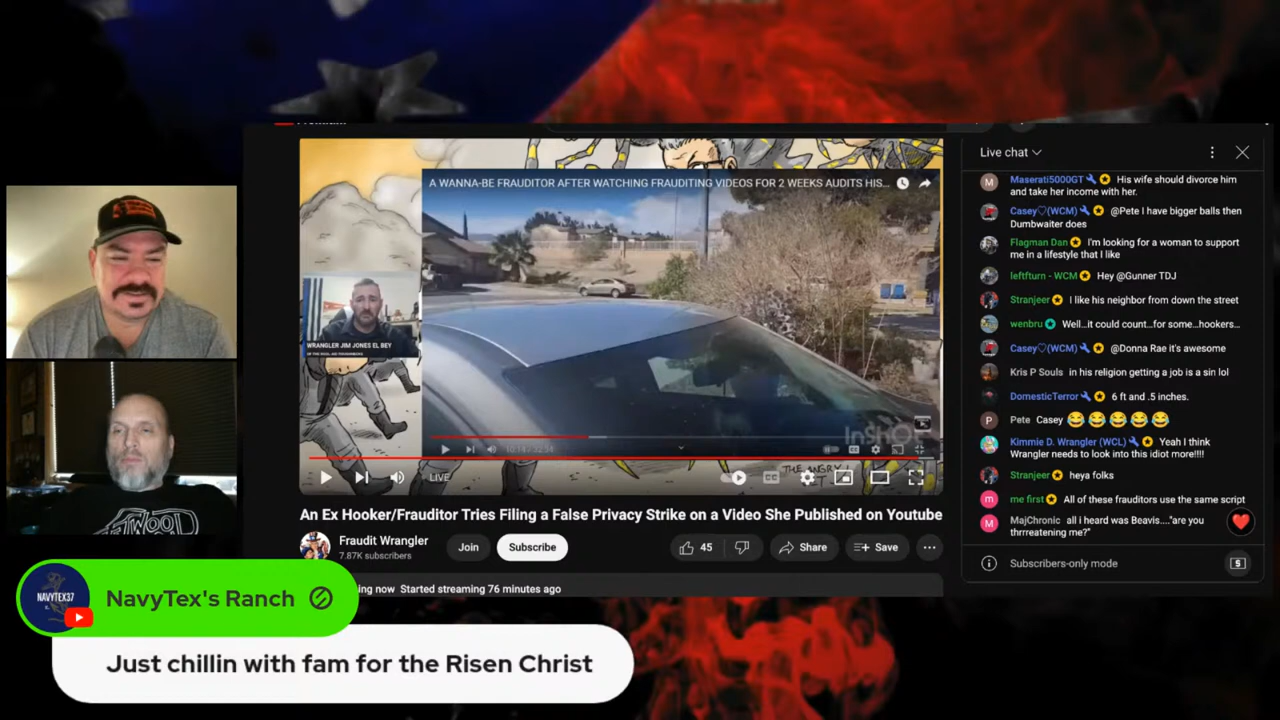 Live chat
A WANNA-BE FRAUDITOR AFTER WATCHING FRAUDITING VIDEOS FOR 2 WEEKS AUDITS HIS...
WRANGLER JIM JONES EL BEY
InSho
THE ANGRY
LIVE
CC
An Ex Hooker/Frauditor Tries Filing a False Privacy Strike on a Video She Published on Youtube
Fraudit Wrangler
7.87K subscribers
Join
Subscribe
45
Share
Save
ing now Started streaming 76 minutes ago
Maserati5000GT His wife should divorce him
and take her income with her.
Casey♡(WCM) @Pete I have bigger balls then
Dumbwaiter does
Flagman Dan I'm looking for a woman to support
me in a lifestyle that I like
leftfturn - WCM Hey @Gunner TDJ
Stranjeer I like his neighbor from down the street
wenbru Well...it could count...for some...hookers...
Casey♡(WCM) @Donna Rae it's awesome
Kris P Souls in his religion getting a job is a sin lol
DomesticTerror 6 ft and .5 inches.
Pete Casey 😂😂😂😂😂
Kimmie D. Wrangler (WCL) Yeah I think
Wrangler needs to look into this idiot more!!!!
Stranjeer heya folks
me first All of these frauditors use the same script
MajChronic all i heard was Beavis...."are you
thrrreatening me?"
Subscribers-only mode
NAVYTEX37
NavyTex's Ranch
Just chillin with fam for the Risen Christ